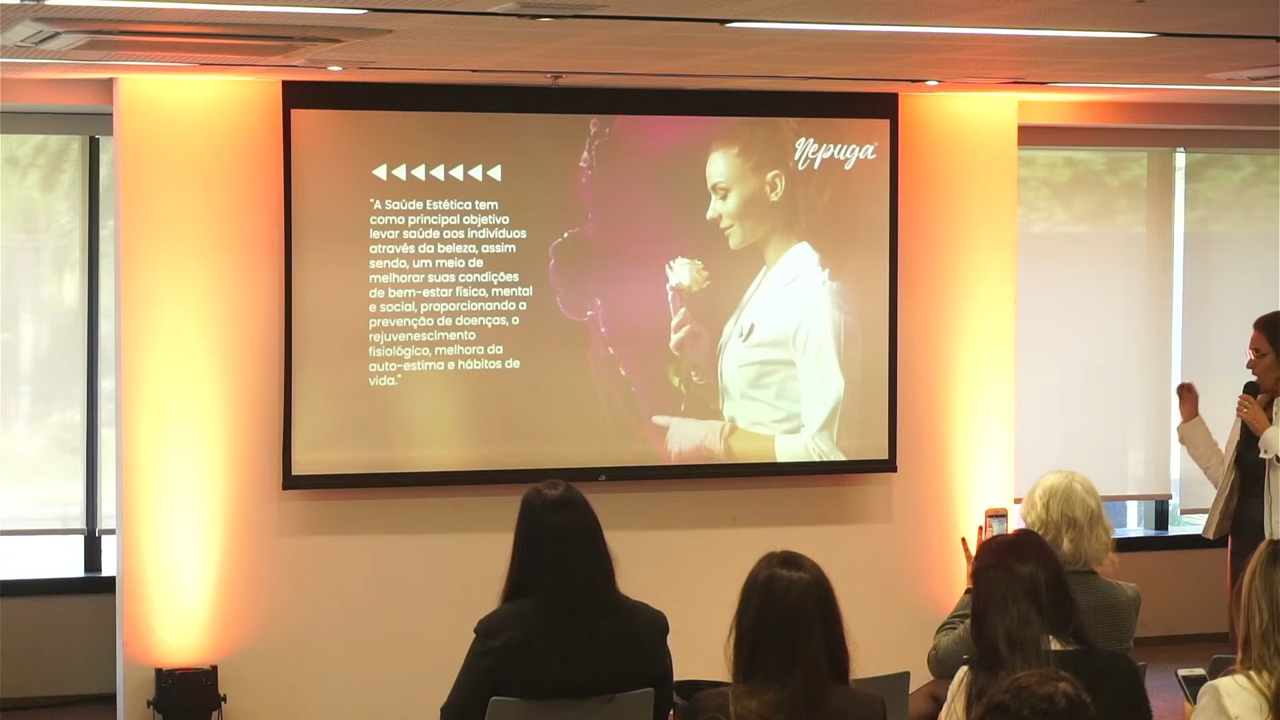 Nepuga
"A Saúde Estética tem
como principal objetivo
levar saúde aos indivíduos
através da beleza, assim
sendo, um meio de
melhorar suas condições
de bem-estar físico, mental
e social, proporcionando a
prevenção de doenças, o
rejuvenescimento
fisiológico, melhora da
auto-estima e hábitos de
vida."